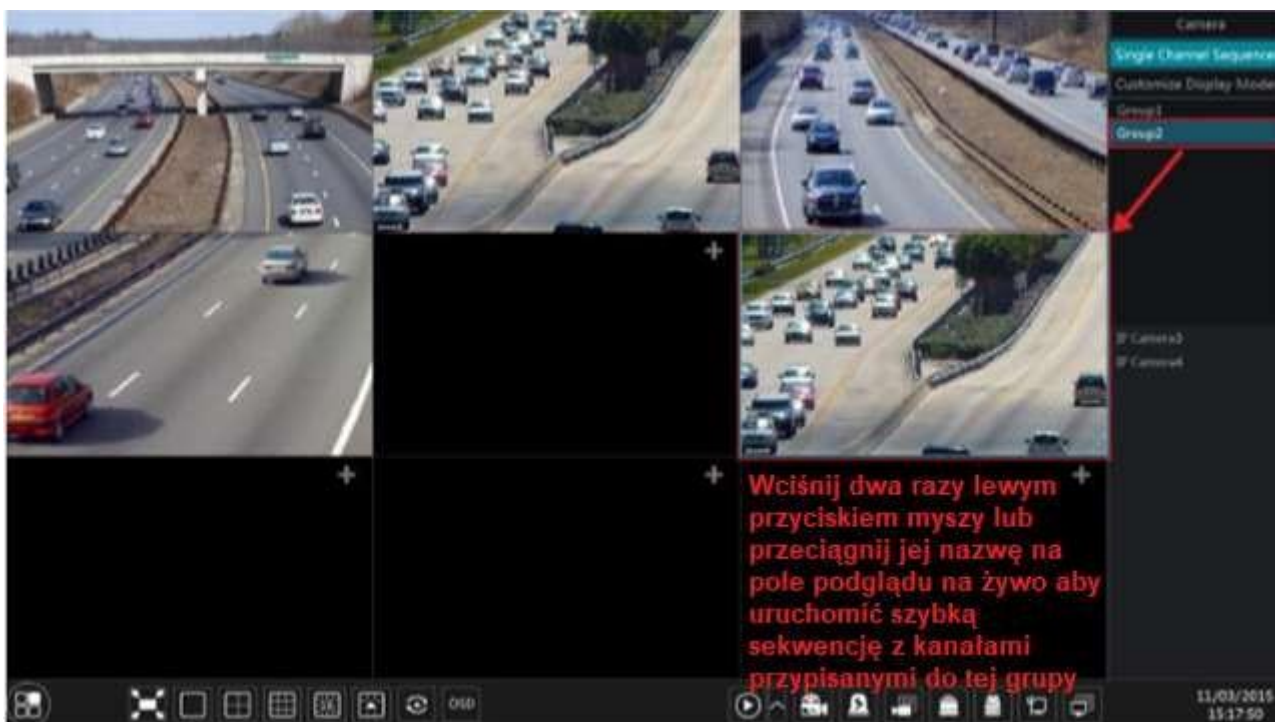 Camera
Single Channel Sequence
Customize Display Mode
Group1
Group2
IP Camera3
IP Camera4
Wciśnij dwa razy lewym
przyciskiem myszy lub
przeciągnij jej nazwę na
pole podglądu na żywo aby
uruchomić szybką
sekwencję z kanałami
przypisanymi do tej grupy
OSD
11/03/2015
15:17:50